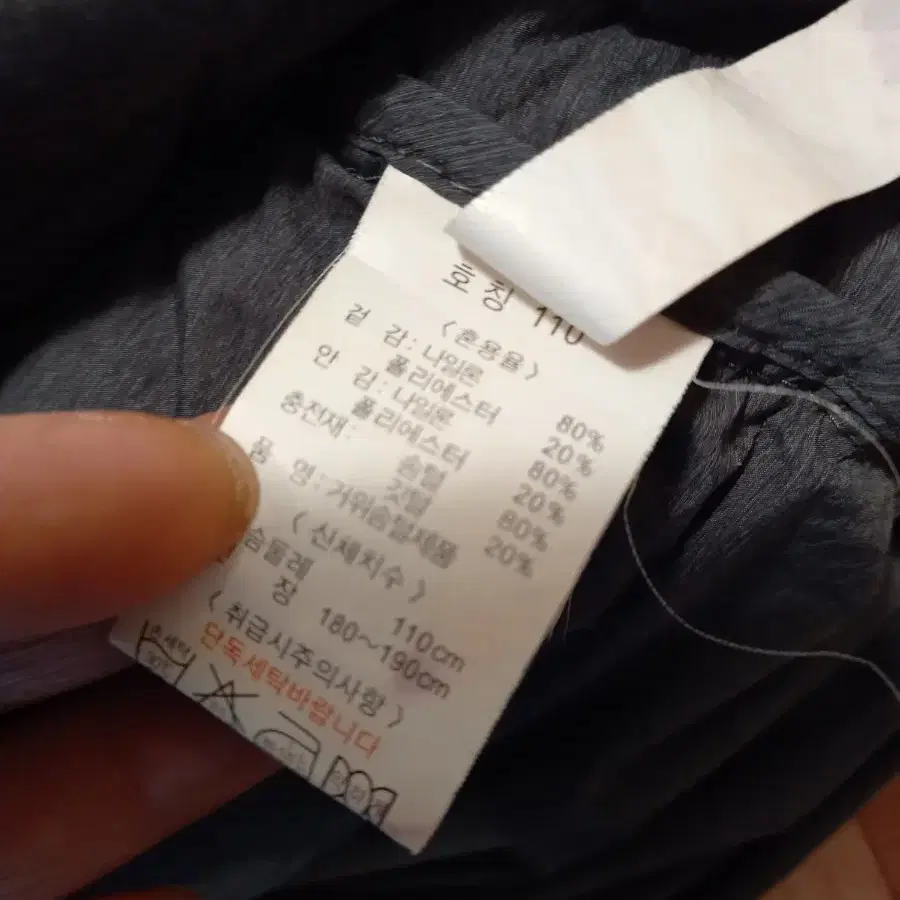 호칭 110
〈혼용율〉
겉 감: 나일론 80%
폴리에스터 20%
안 감: 나일론 80%
폴리에스터 20%
충전재: 솜털 80%
깃털 20%
품 명: 거위솜털제품
〈신체치수〉
슴둘레 110cm
장 180~190cm
〈취급시주의사항〉
단독세탁바랍니다